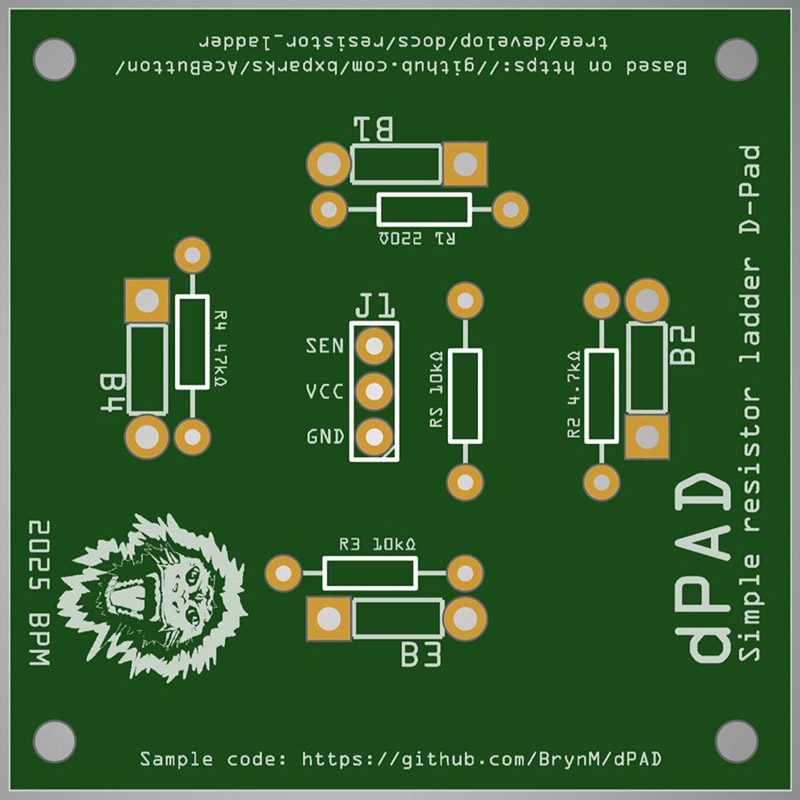 Based on https://github.com/bxparks/AceButton/
tree/develop/docs/resistor_ladder
B1
R1 220Ω
R4 47kΩ
B4
J1
SEN
VCC
GND
RS 10kΩ
R2 4.7kΩ
B2
dPAD
Simple resistor ladder D-Pad
2025 BPM
R3 10kΩ
B3
Sample code: https://github.com/BrynM/dPAD